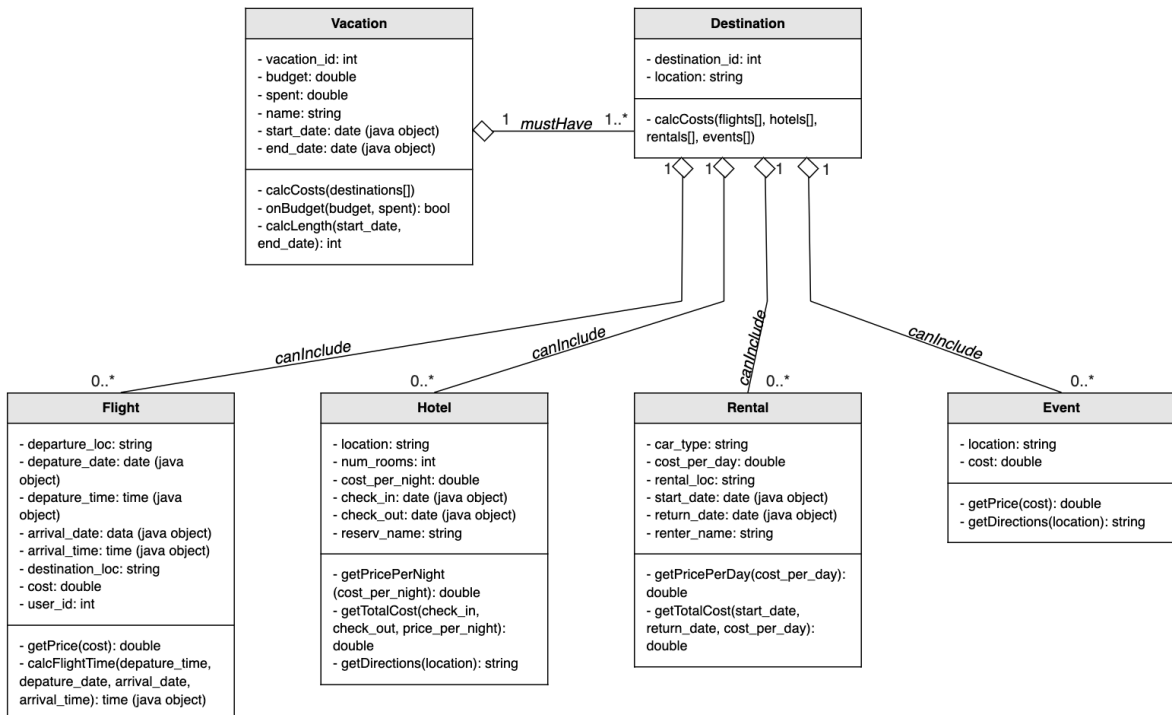 Vacation
- vacation_id: int
- budget: double
- spent: double
- name: string
- start_date: date (java object)
- end_date: date (java object)
- calcCosts(destinations[])
- onBudget(budget, spent): bool
- calcLength(start_date,
end_date): int
1
mustHave
1..*
Destination
- destination_id: int
- location: string
- calcCosts(flights[], hotels[],
rentals[], events[])
1
1
1
1
canInclude
canInclude
canInclude
canInclude
0..*
0..*
0..*
0..*
Flight
- departure_loc: string
- depature_date: date (java
object)
- depature_time: time (java
object)
- arrival_date: data (java object)
- arrival_time: time (java object)
- destination_loc: string
- cost: double
- user_id: int
- getPrice(cost): double
- calcFlightTime(depature_time,
depature_date, arrival_date,
arrival_time): time (java object)
Hotel
- location: string
- num_rooms: int
- cost_per_night: double
- check_in: date (java object)
- check_out: date (java object)
- reserv_name: string
- getPricePerNight
(cost_per_night): double
- getTotalCost(check_in,
check_out, price_per_night):
double
- getDirections(location): string
Rental
- car_type: string
- cost_per_day: double
- rental_loc: string
- start_date: date (java object)
- return_date: date (java object)
- renter_name: string
- getPricePerDay(cost_per_day):
double
- getTotalCost(start_date,
return_date, cost_per_day):
double
Event
- location: string
- cost: double
- getPrice(cost): double
- getDirections(location): string